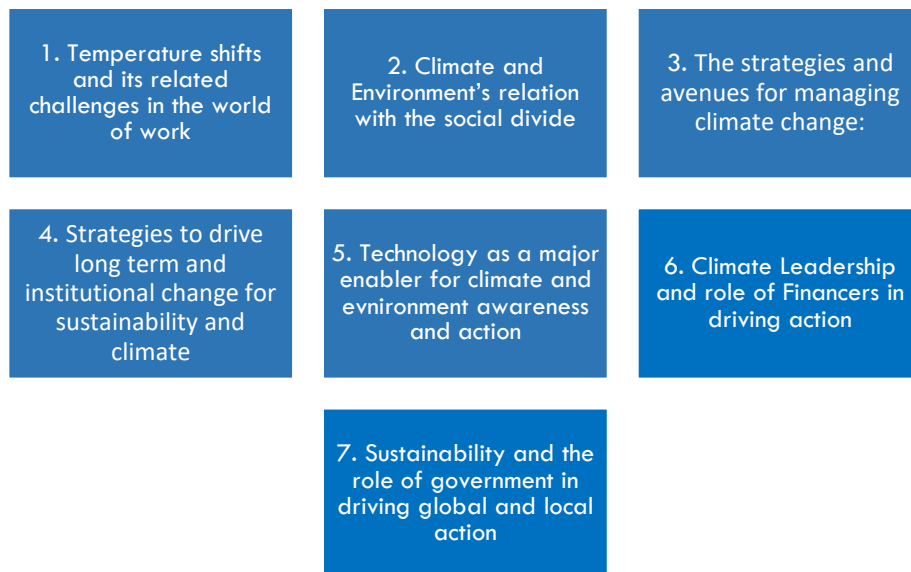 1. Temperature shifts
and its related
challenges in the world
of work
2. Climate and
Environment's relation
with the social divide
3. The strategies and
avenues for managing
climate change:
4. Strategies to drive
long term and
institutional change for
sustainability and
climate
5. Technology as a major
enabler for climate and
evnironment awareness
and action
6. Climate Leadership
and role of Financers in
driving action
7. Sustainability and the
role of government in
driving global and local
action